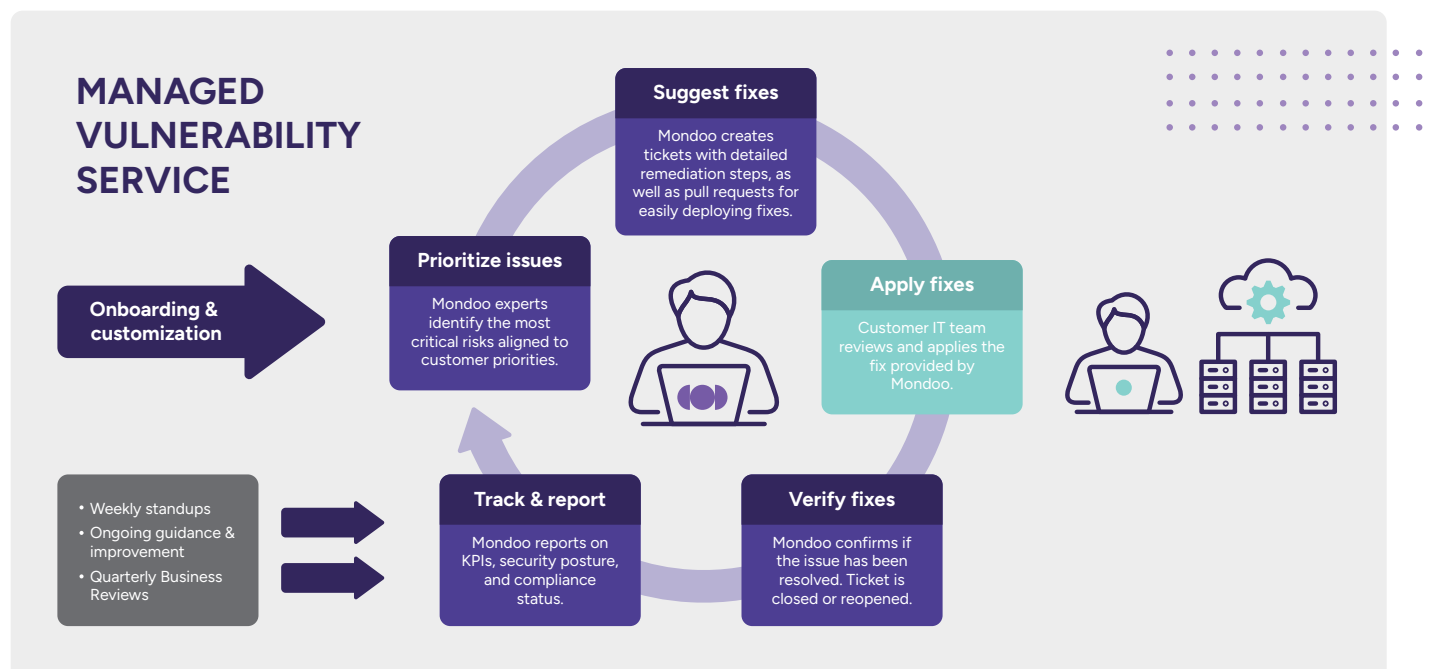 MANAGED
VULNERABILITY
SERVICE
Suggest fixes
Mondoo creates
tickets with detailed
remediation steps, as
well as pull requests for
easily deploying fixes.
Prioritize issues
Mondoo experts
identify the most
critical risks aligned to
customer priorities.
Apply fixes
Customer IT team
reviews and applies the
fix provided by
Mondoo.
Onboarding &
customization
• Weekly standups
• Ongoing guidance &
improvement
• Quarterly Business
Reviews
Track & report
Mondoo reports on
KPIs, security posture,
and compliance
status.
Verify fixes
Mondoo confirms if
the issue has been
resolved. Ticket is
closed or reopened.